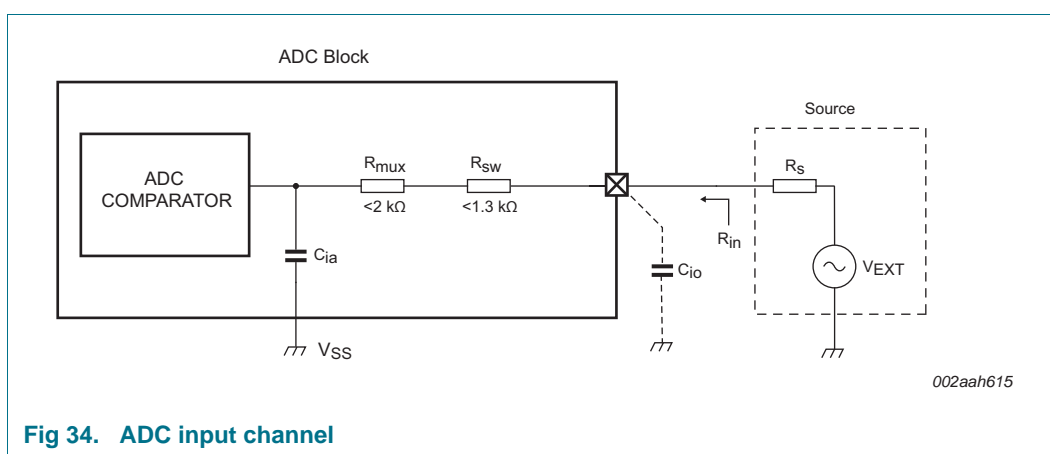 ADC Block
Source
ADC
COMPARATOR
Rmux
<2 kΩ
Rsw
<1.3 kΩ
Cia
VSS
Rin
Cio
Rs
VEXT
002aah615
Fig 34. ADC input channel